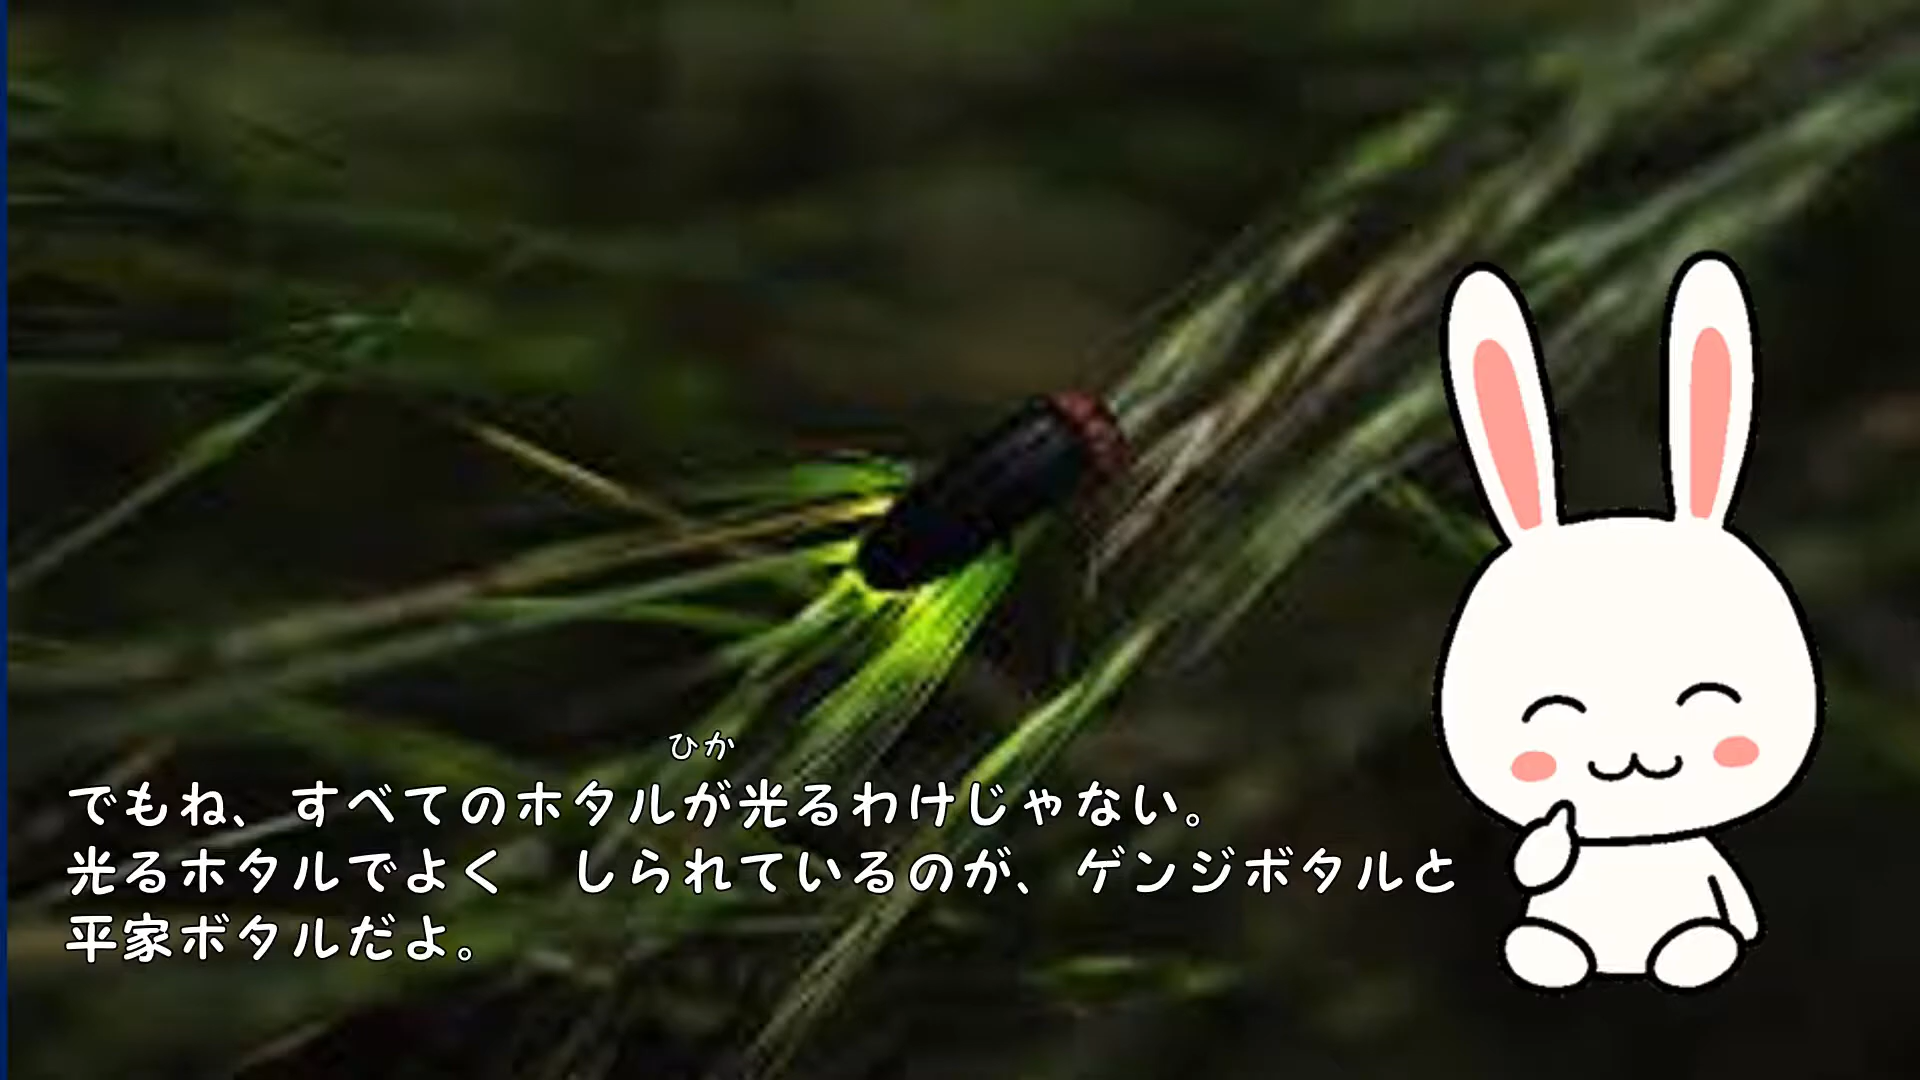 ひか
でもね、すべてのホタルが光るわけじゃない。
光るホタルでよく　しられているのが、ゲンジボタルと
平家ボタルだよ。